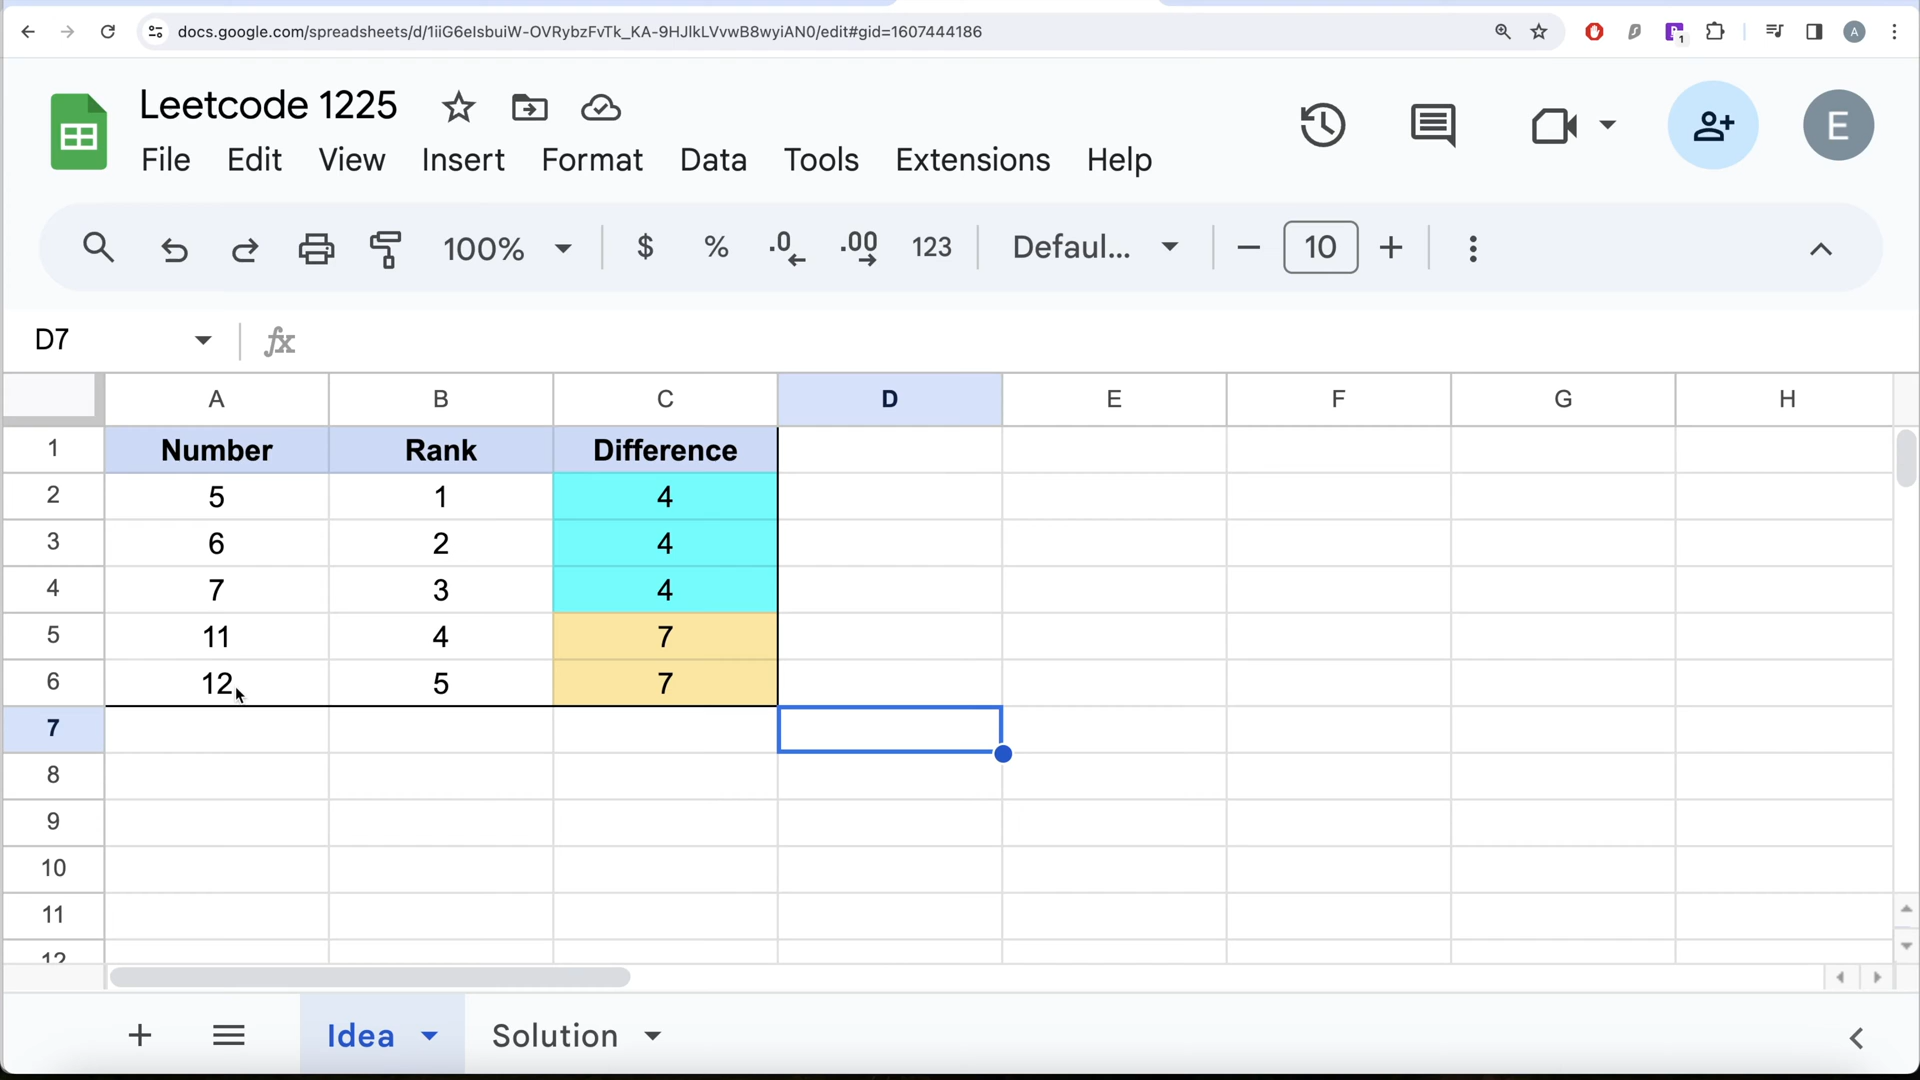 docs.google.com/spreadsheets/d/1iiG6eIsbuiW-OVRybzFvTk_KA-9HJlkLVvwB8wyiAN0/edit#gid=1607444186
1
A
Leetcode 1225
E
File Edit View Insert Format Data Tools Extensions Help
100% $ % .0 .00 123 Defaul... 10
D7 fx
A B C D E F G H
1 Number Rank Difference
2 5 1 4
3 6 2 4
4 7 3 4
5 11 4 7
6 12 5 7
7
8
9
10
11
12
Idea Solution